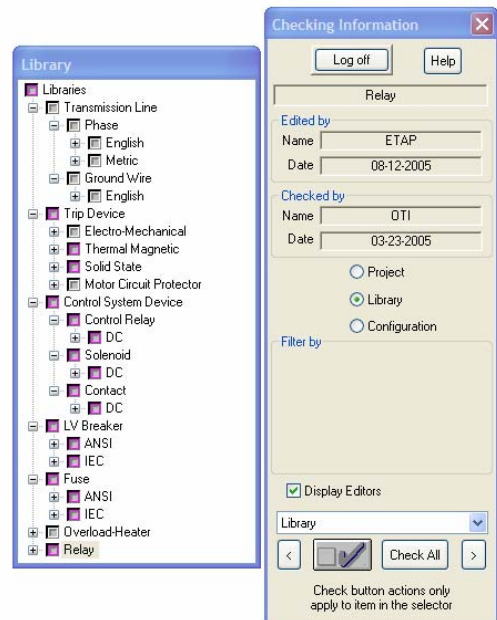 Library
Libraries
Transmission Line
Phase
English
Metric
Ground Wire
English
Trip Device
Electro-Mechanical
Thermal Magnetic
Solid State
Motor Circuit Protector
Control System Device
Control Relay
DC
Solenoid
DC
Contact
DC
LV Breaker
ANSI
IEC
Fuse
ANSI
IEC
Overload-Heater
Relay
Checking Information
Log off Help
Relay
Edited by
Name ETAP
Date 08-12-2005
Checked by
Name OTI
Date 03-23-2005
Project
Library
Configuration
Filter by
Display Editors
Library
< Check All >
Check button actions only
apply to item in the selector